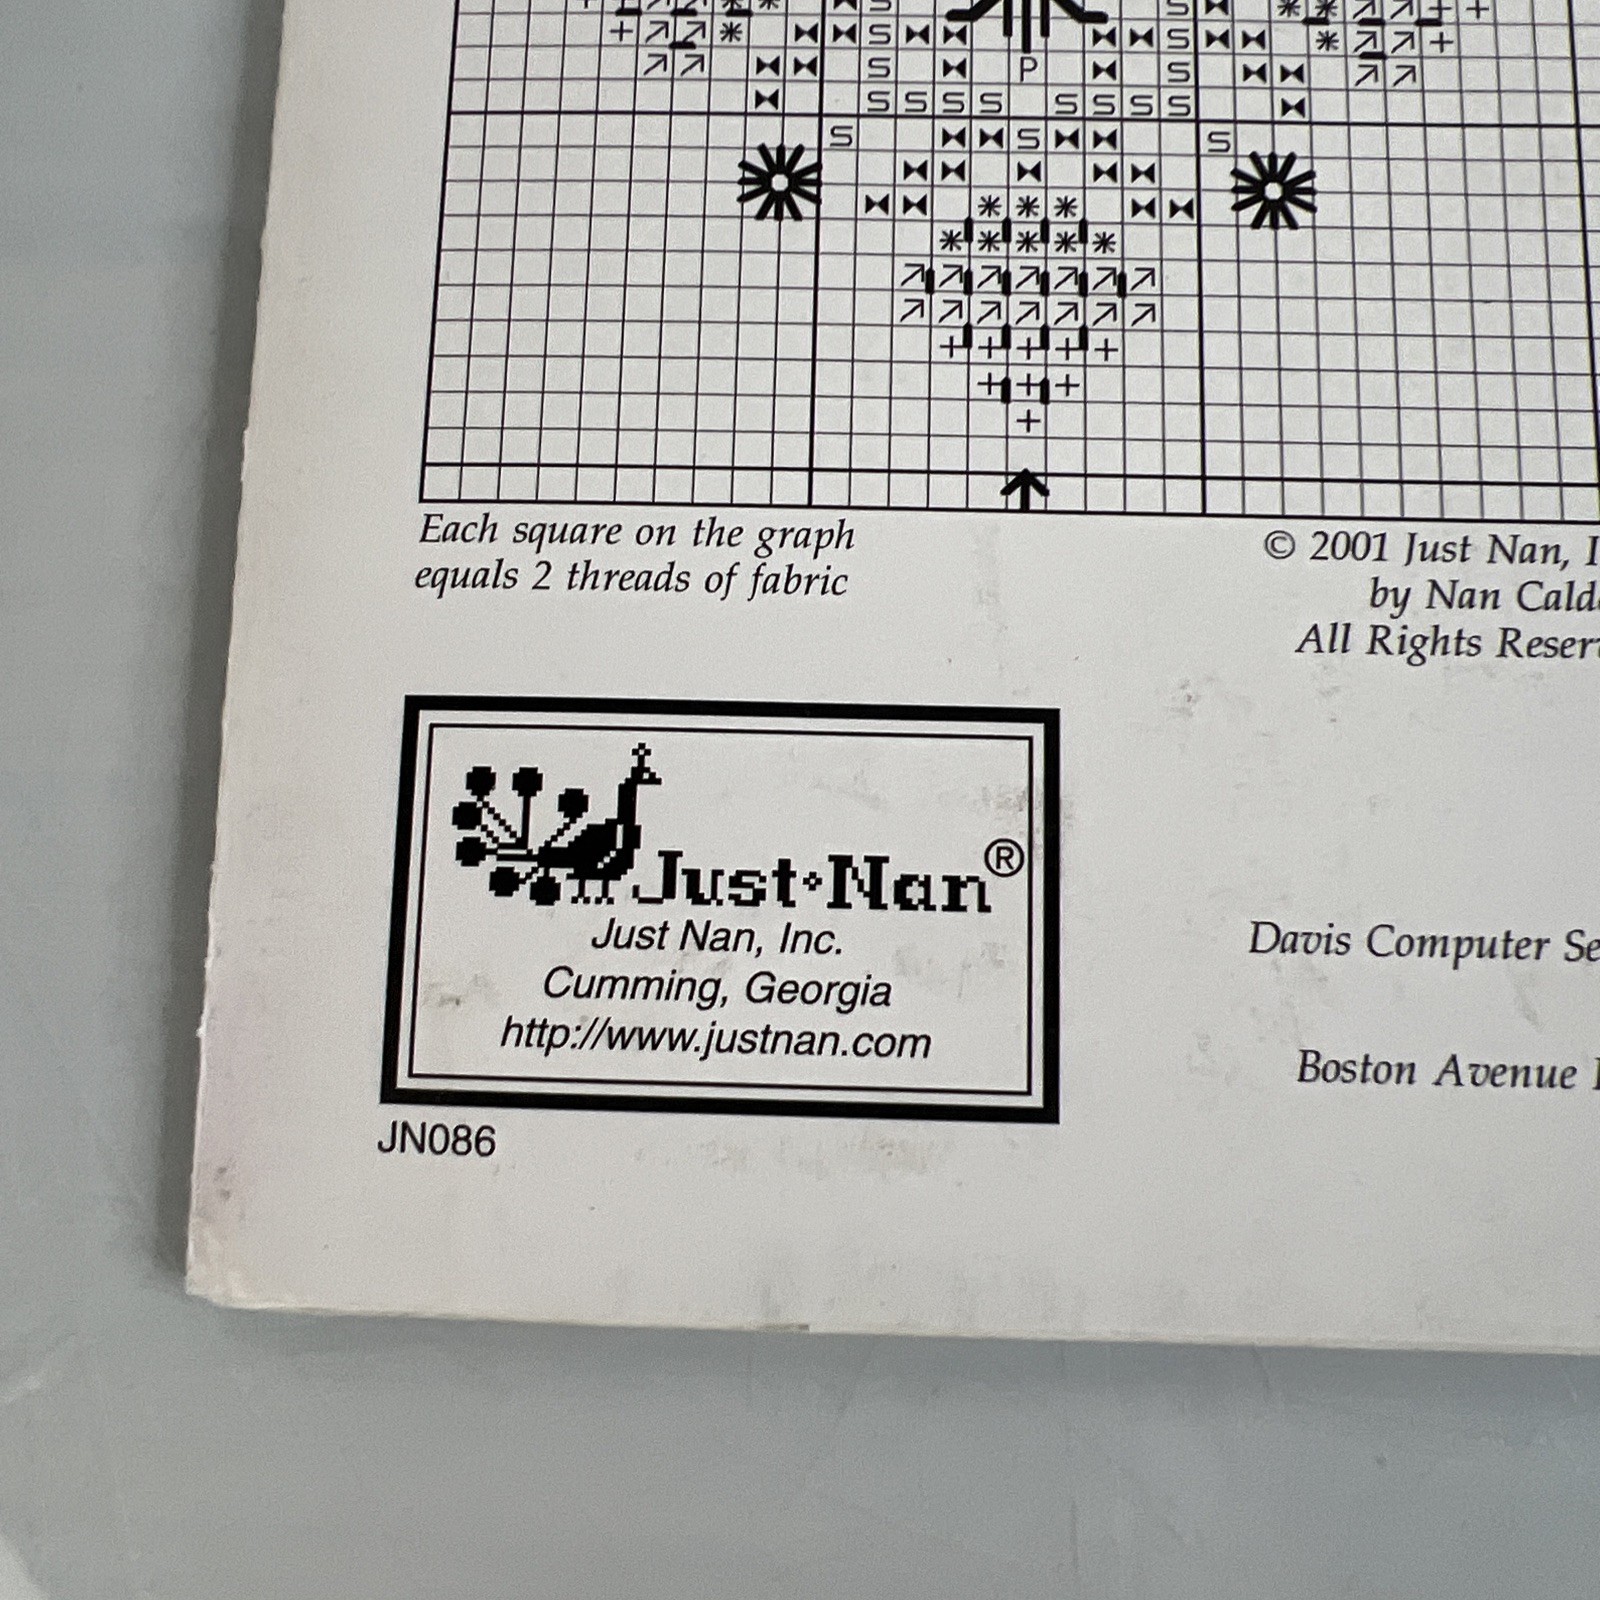 Each square on the graph
equals 2 threads of fabric
© 2001 Just Nan,
by Nan
All Rights
Just Nan®
Just Nan, Inc.
Cumming, Georgia
http://www.justnan.com
JN086
Davis Computer
Boston Avenue